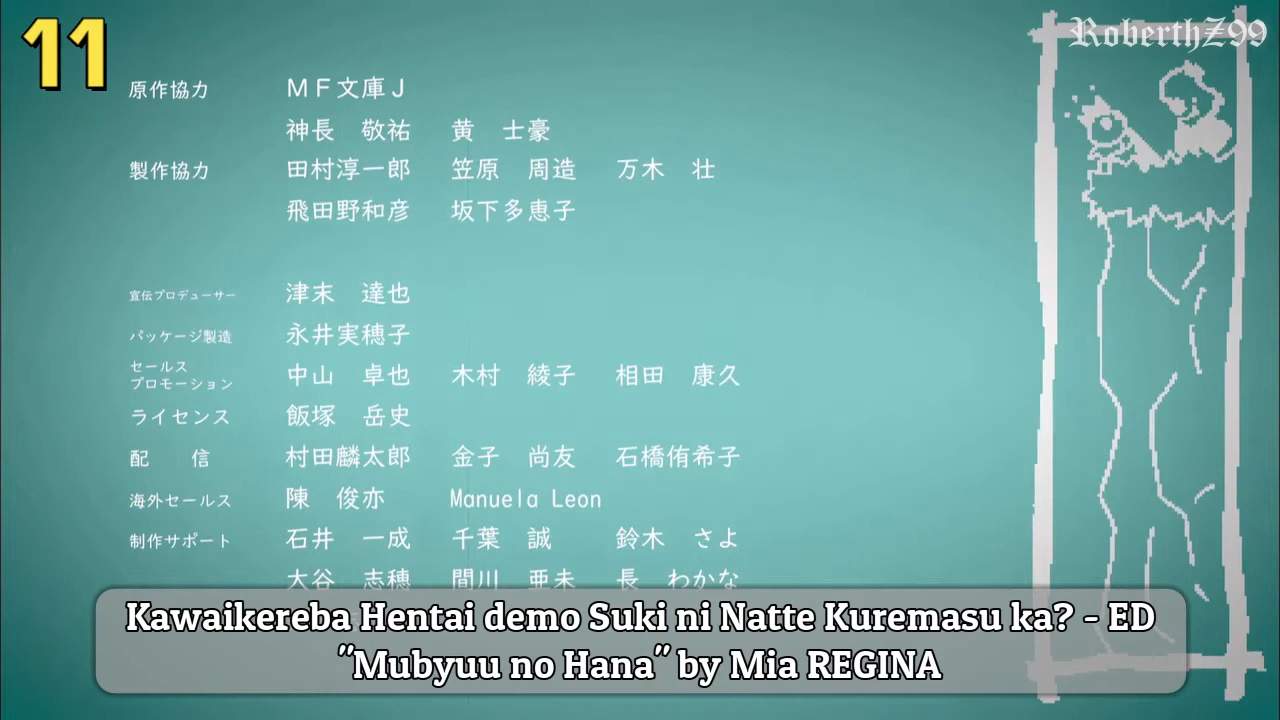 11
RoberthZ99
原作協力 ＭＦ文庫Ｊ
神長 敬祐 黄 士豪
製作協力 田村淳一郎 笠原 周造 万木 壮
飛田野和彦 坂下多恵子
宣伝プロデューサー 津末 達也
パッケージ製造 永井実穂子
セールス
プロモーション 中山 卓也 木村 綾子 相田 康久
ライセンス 飯塚 岳史
配 信 村田麟太郎 金子 尚友 石橋侑希子
海外セールス 陳 俊亦 Manuela Leon
制作サポート 石井 一成 千葉 誠 鈴木 さよ
大谷 志穂 間川 亜未 長 わかな
Kawaikereba Hentai demo Suki ni Natte Kuremasu ka? - ED
"Mubyuu no Hana" by Mia REGINA